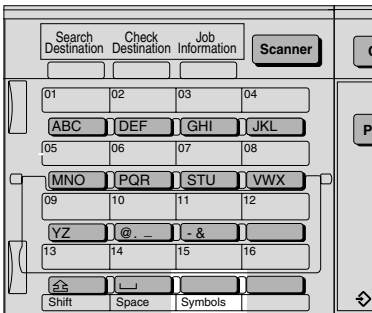 Search Destination
Check Destination
Job Information
Scanner
01 02 03 04
ABC DEF GHI JKL
05 06 07 08
MNO PQR STU VWX
09 10 11 12
YZ @. _ - &
13 14 15 16
Shift Space Symbols